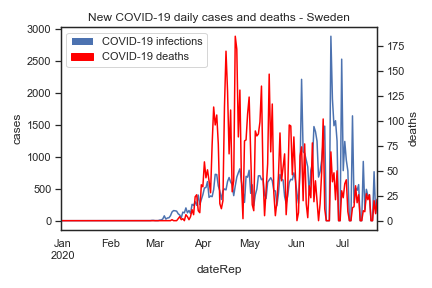 New COVID-19 daily cases and deaths - Sweden
COVID-19 infections
COVID-19 deaths
3000
2500
2000
1500
1000
500
0
cases
175
150
125
100
75
50
25
0
deaths
Jan Feb Mar Apr May Jun Jul
2020
dateRep